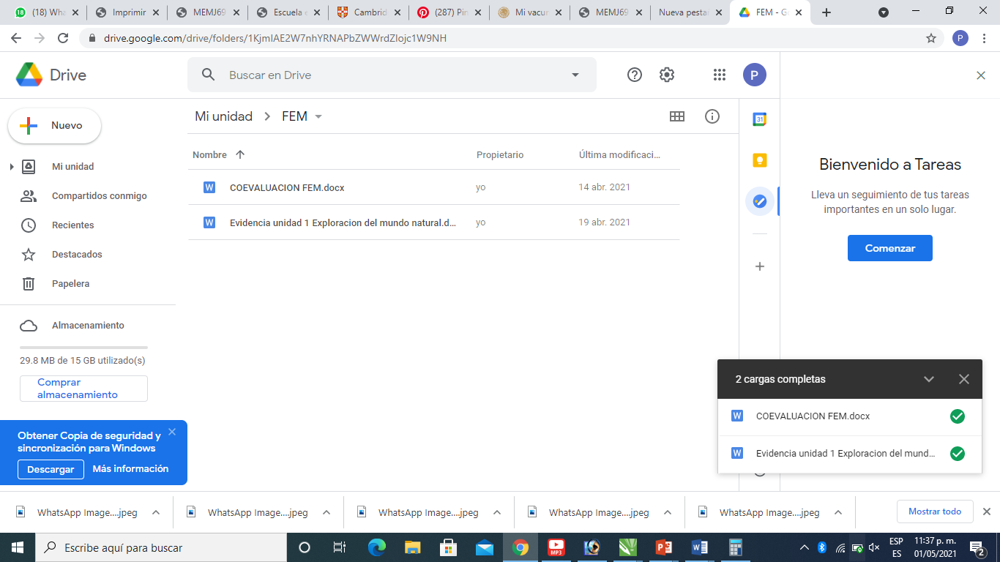 18 (18) Wha
Imprimir
MEMJ69
Escuela e
Cambrid
(287) Pin
Mi vacun
MEMJ69
Nueva pestañ
FEM - Go
drive.google.com/drive/folders/1KjmIAE2W7nhYRNAPbZWWrdZIojc1W9NH
P
Drive
Buscar en Drive
P
Nuevo
Mi unidad
Compartidos conmigo
Recientes
Destacados
Papelera
Almacenamiento
29.8 MB de 15 GB utilizado(s)
Comprar
almacenamiento
Obtener Copia de seguridad y
sincronización para Windows
Descargar Más información
Mi unidad > FEM
Nombre Propietario Última modificaci...
W COEVALUACION FEM.docx yo 14 abr. 2021
W Evidencia unidad 1 Exploracion del mundo natural.d... yo 19 abr. 2021
31
Bienvenido a Tareas
Lleva un seguimiento de tus tareas
importantes en un solo lugar.
Comenzar
2 cargas completas
W COEVALUACION FEM.docx
W Evidencia unidad 1 Exploracion del mund...
WhatsApp Image....jpeg
WhatsApp Image....jpeg
WhatsApp Image....jpeg
WhatsApp Image....jpeg
WhatsApp Image....jpeg
Mostrar todo
Escribe aquí para buscar
MP3
ESP
ES
11:37 p. m.
01/05/2021
2